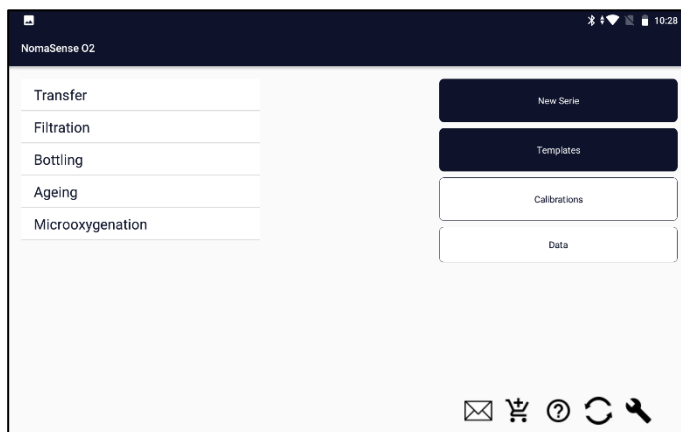 10:28
NomaSense O2
Transfer
Filtration
Bottling
Ageing
Microoxygenation
New Serie
Templates
Calibrations
Data